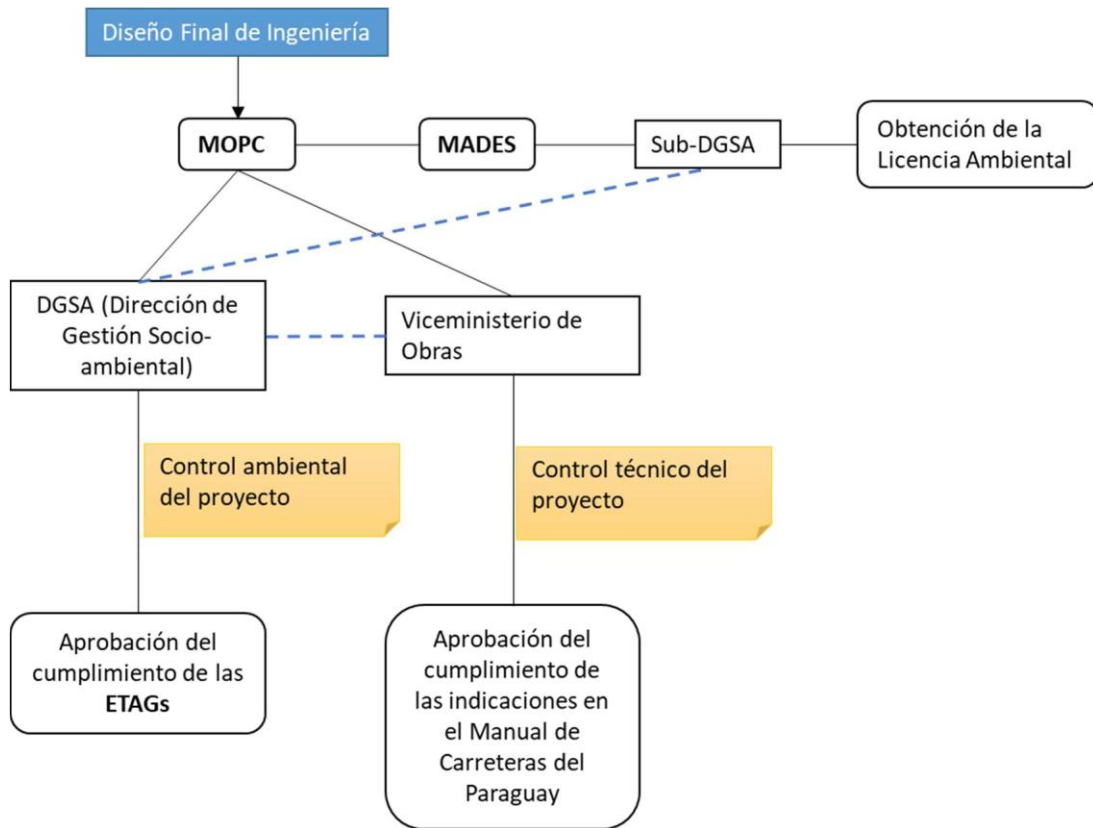 Diseño Final de Ingeniería
MOPC
MADES
Sub-DGSA
Obtención de la
Licencia Ambiental
DGSA (Dirección de
Gestión Socio-
ambiental)
Viceministerio de
Obras
Control ambiental
del proyecto
Control técnico del
proyecto
Aprobación del
cumplimiento de las
ETAGs
Aprobación del
cumplimiento de
las indicaciones en
el Manual de
Carreteras del
Paraguay